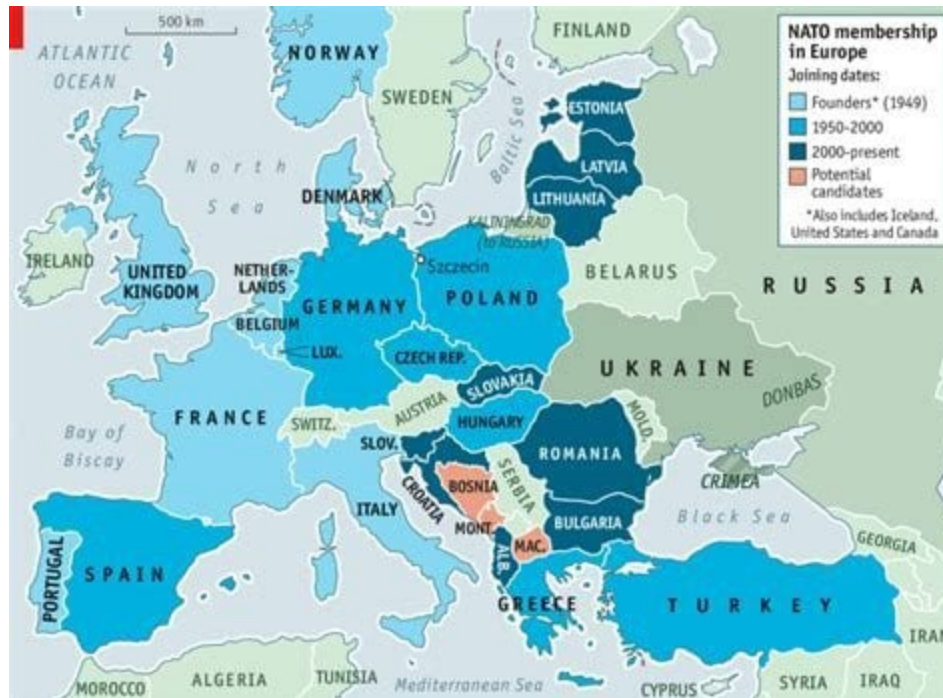 500 km
ATLANTIC
OCEAN
NORWAY
FINLAND
SWEDEN
NATO membership
in Europe
Joining dates:
Founders* (1949)
1950-2000
2000-present
Potential
candidates
*Also includes Iceland,
United States and Canada
North
Sea
Baltic Sea
ESTONIA
LATVIA
LITHUANIA
DENMARK
KALININGRAD
(to RUSSIA)
IRELAND
UNITED
KINGDOM
NETHER-
LANDS
BELGIUM
LUX.
GERMANY
Szczecin
POLAND
BELARUS
RUSSIA
UKRAINE
DONBAS
CZECH REP.
SLOVAKIA
FRANCE
SWITZ.
AUSTRIA
HUNGARY
MOLD.
Bay of
Biscay
SLOV.
CROATIA
ROMANIA
BOSNIA
SERBIA
ITALY
MONT.
MAC.
ALB.
BULGARIA
CRIMEA
Black Sea
GEORGIA
PORTUGAL
SPAIN
GREECE
TURKEY
IRAN
MOROCCO
ALGERIA
TUNISIA
Mediterranean Sea
CYPRUS
SYRIA
IRAQ